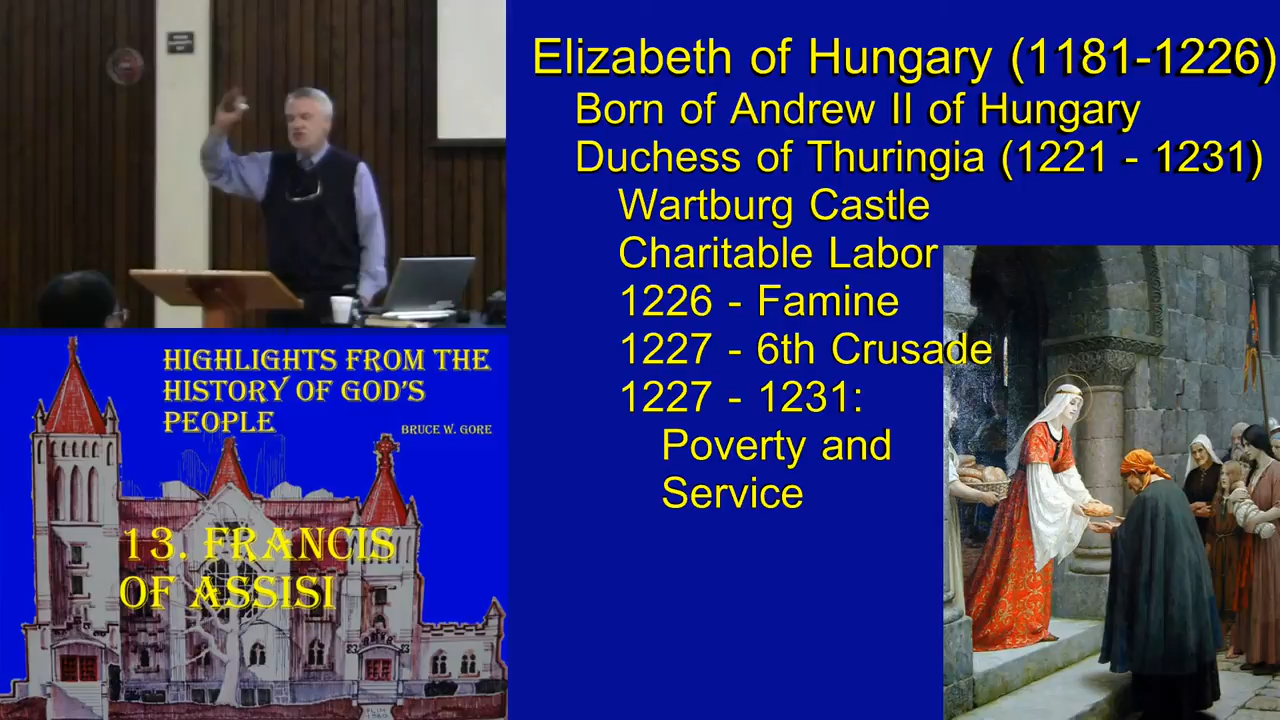 Elizabeth of Hungary (1181-1226)
Born of Andrew II of Hungary
Duchess of Thuringia (1221 - 1231)
Wartburg Castle
Charitable Labor
1226 - Famine
1227 - 6th Crusade
1227 - 1231:
Poverty and
Service
HIGHLIGHTS FROM THE
HISTORY OF GOD'S
PEOPLE
BRUCE W. GORE
13. FRANCIS
OF ASSISI